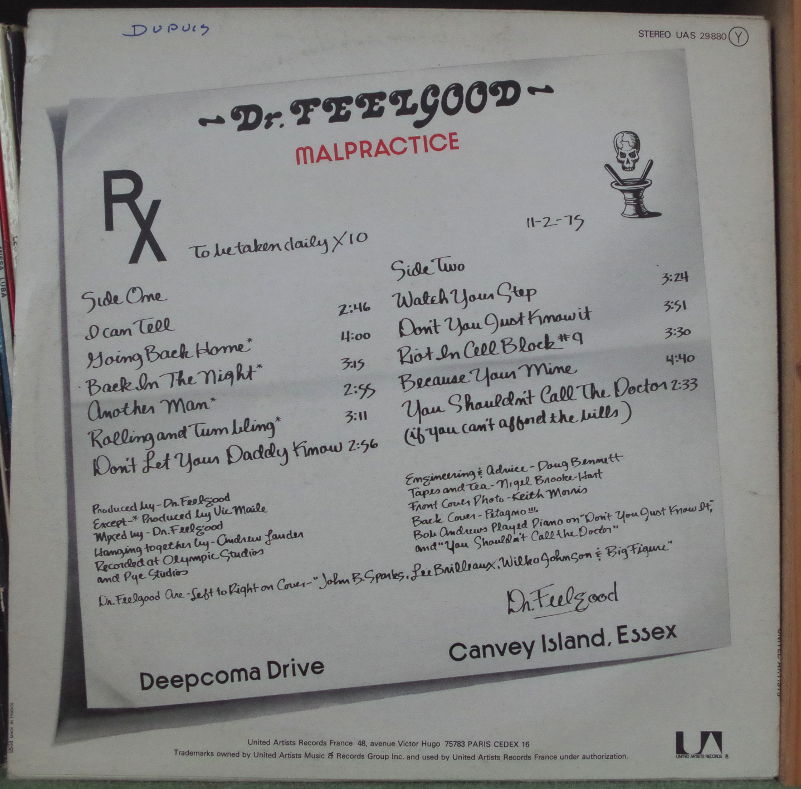 DUPUIS
STEREO UAS 29880 Y
~Dr. FEELGOOD~
MALPRACTICE
RX
To be taken daily X10
11-2-75
Side One
I can Tell 2:46
Going Back Home* 4:00
Back In The Night* 3:15
Another Man* 2:55
Rolling and Tumbling* 3:11
Don't Let Your Daddy Know 2:56
Side Two
Watch Your Step 3:24
Don't You Just Know it 3:51
Riot In Cell Block #9 3:30
Because Your Mine 4:40
You Shouldn't Call The Doctor 2:33
(if you can't afford the bills)
Produced by - Dr. Feelgood
Except-* Produced by Vic Maile
Mixed by - Dr. Feelgood
Hanging together by - Andrew Lauder
Recorded at Olympic Studios
and Pye Studios
Engineering & Advice - Doug Bennett
Tapes and Tea - Nigel Brooke-Hart
Front Cover Photo - Keith Morris
Back Cover - Petagno
Bob Andrews Played Piano on "Don't You Just Know It",
and "You Shouldn't Call the Doctor"
Dr. Feelgood Are - Left to Right on Cover - "John B. Sparks, Lee Brilleaux, Wilko Johnson & Big Figure"
Dr. Feelgood
Deepcoma Drive
Canvey Island, Essex
United Artists Records France 48, avenue Victor Hugo 75783 PARIS CEDEX 16
Trademarks owned by United Artists Music & Records Group Inc. and used by United Artists Records France under authorization.
UA
UNITED ARTISTS RECORDS